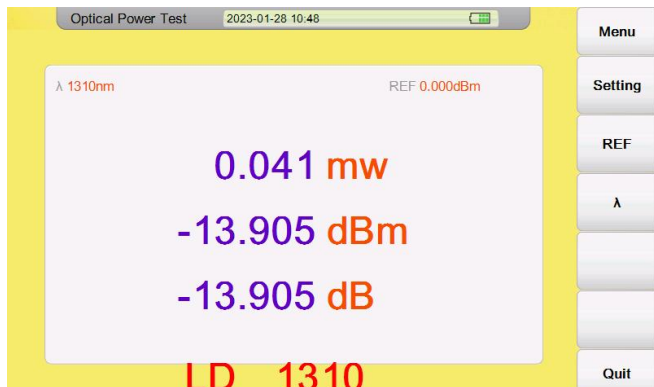 Optical Power Test 2023-01-28 10:48
Menu
λ 1310nm REF 0.000dBm
Setting
0.041 mw
REF
-13.905 dBm
λ
-13.905 dB
LD 1310
Quit